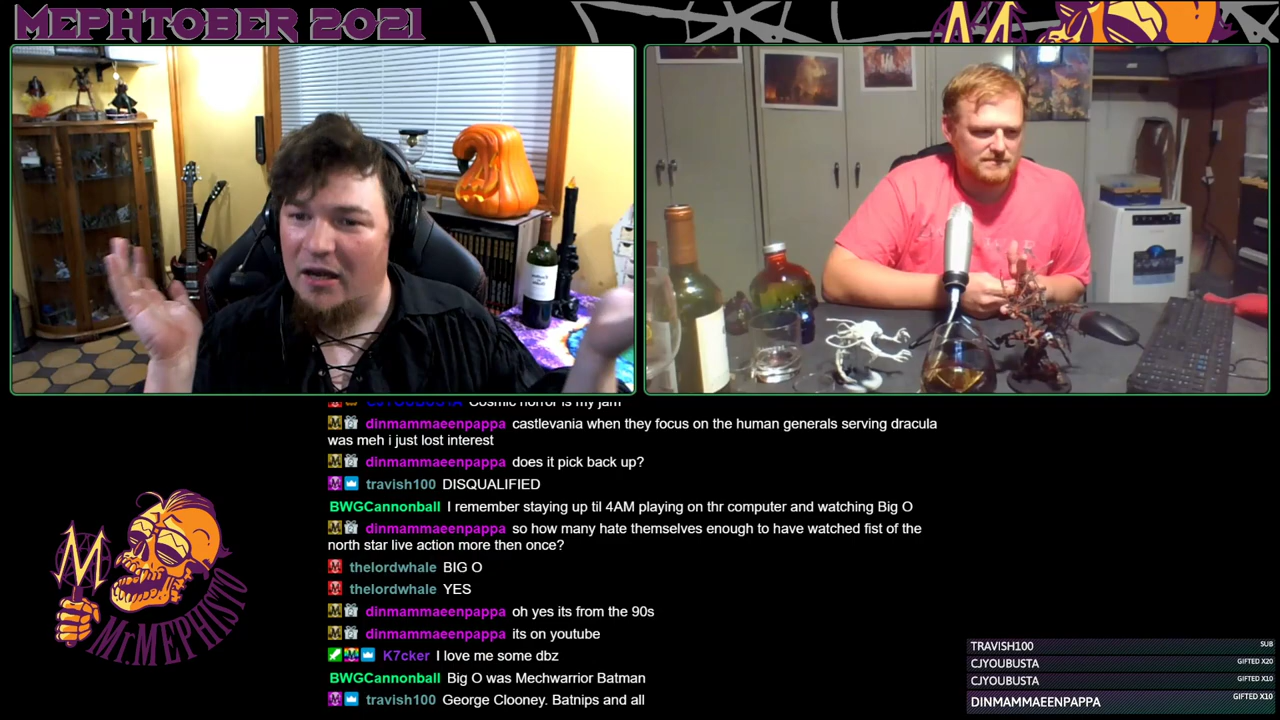 MEPHTOBER 2021
CJYOUBUSTA Cosmic horror is my jam
dinmammaeenpappa castlevania when they focus on the human generals serving dracula
was meh i just lost interest
dinmammaeenpappa does it pick back up?
travish100 DISQUALIFIED
BWGCannonball I remember staying up til 4AM playing on thr computer and watching Big O
dinmammaeenpappa so how many hate themselves enough to have watched fist of the
north star live action more then once?
thelordwhale BIG O
thelordwhale YES
dinmammaeenpappa oh yes its from the 90s
dinmammaeenpappa its on youtube
K7cker I love me some dbz
BWGCannonball Big O was Mechwarrior Batman
travish100 George Clooney. Batnips and all
M
Mr.MEPHISTO
TRAVISH100 SUB
CJYOUBUSTA GIFTED X20
CJYOUBUSTA GIFTED X10
DINMAMMAEENPAPPA GIFTED X10